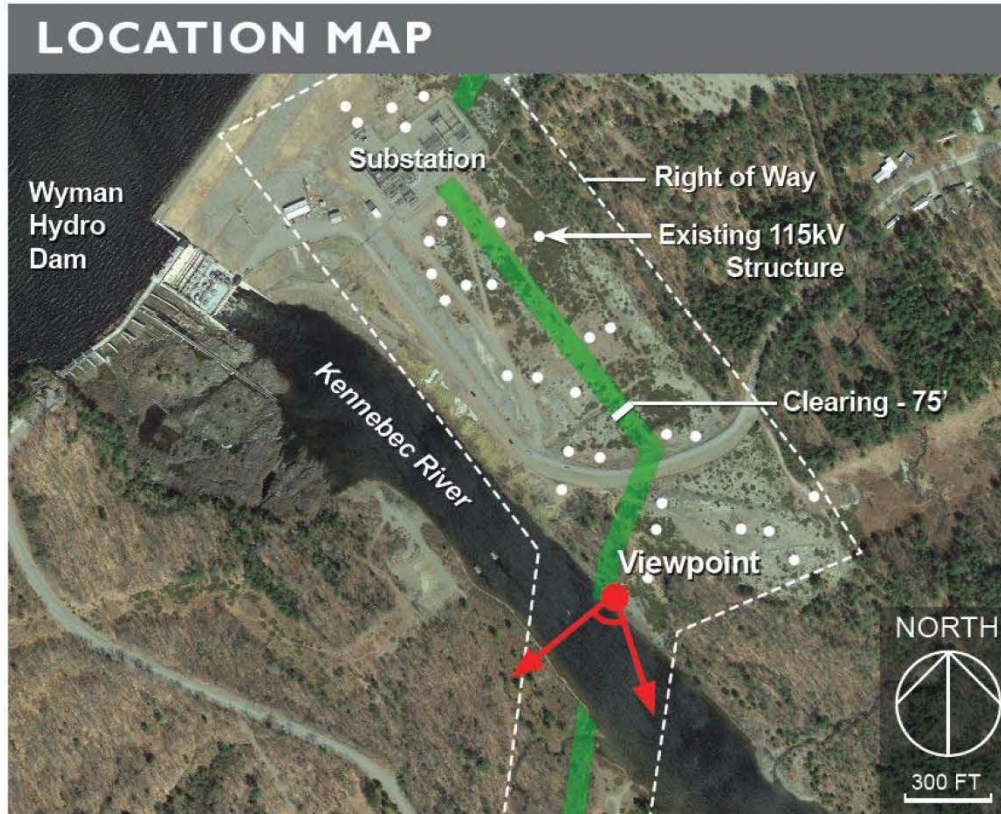 LOCATION MAP
Substation
Wyman
Hydro
Dam
Right of Way
Existing 115kV
Structure
Kennebec River
Clearing - 75'
Viewpoint
NORTH
300 FT